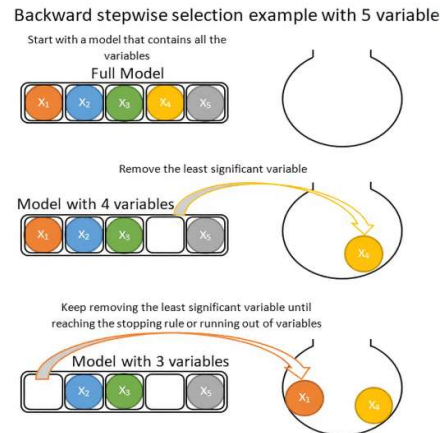 Backward stepwise selection example with 5 variable
Start with a model that contains all the
variables
Full Model
X₁ X₂ X₃ X₄ X₅
Remove the least significant variable
Model with 4 variables
X₁ X₂ X₃ X₅
X₄
Keep removing the least significant variable until
reaching the stopping rule or running out of variables
Model with 3 variables
X₂ X₃ X₅
X₁ X₄